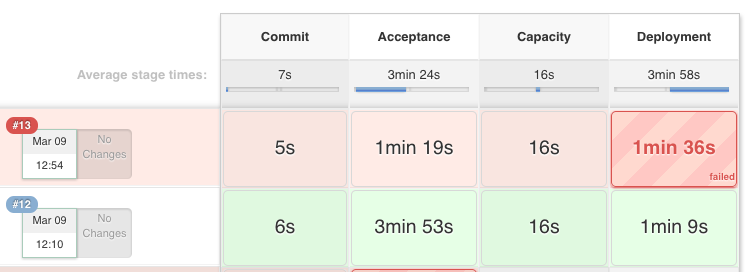 Commit Acceptance Capacity Deployment
Average stage times: 7s 3min 24s 16s 3min 58s
#13
Mar 09
12:54
No
Changes
5s 1min 19s 16s 1min 36s
failed
#12
Mar 09
12:10
No
Changes
6s 3min 53s 16s 1min 9s